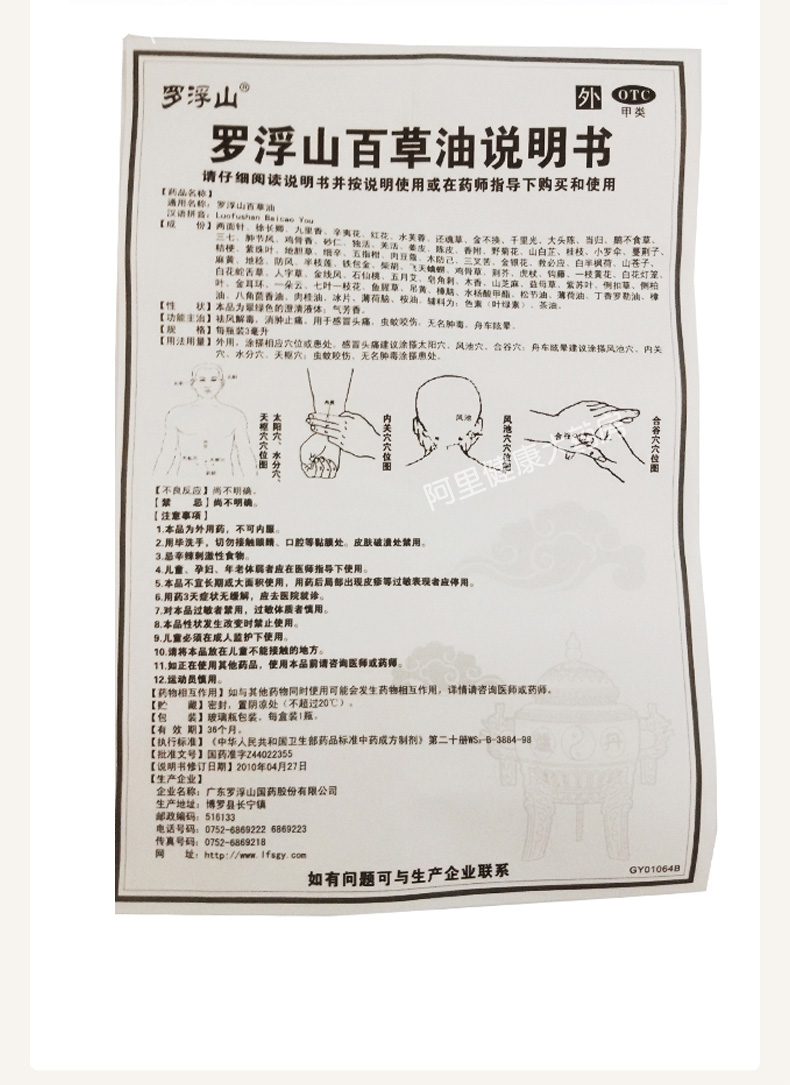 罗浮山®
外 OTC
甲类
罗浮山百草油说明书
请仔细阅读说明书并按说明使用或在药师指导下购买和使用
【药品名称】
通用名称：罗浮山百草油
汉语拼音：Luofushan Baicao You
【成 份】两面针、徐长卿、九里香、辛夷花、红花、水芙蓉、还魂草、金不换、千里光、大头陈、当归、鹅不食草、
三七、肿节风、鸡骨香、砂仁、独活、羌活、姜皮、陈皮、香附、野菊花、山白芷、桂枝、小罗伞、蔓荆子、
桔梗、紫珠叶、地胆草、细辛、五指柑、肉豆蔻、木防己、三叉苦、金银花、救必应、白半枫荷、山苍子、
麻黄、地稔、防风、半枝莲、铁包金、柴胡、飞天蠄蟧、鸡骨草、荆芥、虎杖、钩藤、一枝黄花、白花灯笼、
白花蛇舌草、人字草、金线风、石仙桃、五月艾、皂角刺、木香、山芝麻、益母草、紫苏叶、倒扣草、侧柏
叶、金耳环、一朵云、七叶一枝花、鱼腥草、吊黄、樟脑、水杨酸甲酯、松节油、薄荷油、丁香罗勒油、樟
油、八角茴香油、肉桂油、冰片、薄荷脑、桉油，辅料为：色素（叶绿素）、茶油。
【性 状】本品为翠绿色的澄清液体；气芳香。
【功能主治】祛风解毒，消肿止痛。用于感冒头痛，虫蚊咬伤，无名肿毒，舟车眩晕。
【规 格】每瓶装3毫升
【用法用量】外用，涂搽相应穴位或患处。感冒头痛建议涂搽太阳穴、风池穴、合谷穴；舟车眩晕建议涂搽风池穴、内关
穴、水分穴、天枢穴；虫蚊咬伤、无名肿毒涂搽患处。
太阳穴、水分穴、
天枢穴穴位图
内关
内关穴穴位图
风池
风池穴穴位图
合谷
合谷穴穴位图
阿里健康大药房
【不良反应】尚不明确。
【禁 忌】尚不明确。
【注意事项】
1.本品为外用药，不可内服。
2.用毕洗手，切勿接触眼睛、口腔等黏膜处。皮肤破溃处禁用。
3.忌辛辣刺激性食物。
4.儿童、孕妇、年老体弱者应在医师指导下使用。
5.本品不宜长期或大面积使用，用药后局部出现皮疹等过敏表现者应停用。
6.用药3天症状无缓解，应去医院就诊。
7.对本品过敏者禁用，过敏体质者慎用。
8.本品性状发生改变时禁止使用。
9.儿童必须在成人监护下使用。
10.请将本品放在儿童不能接触的地方。
11.如正在使用其他药品，使用本品前请咨询医师或药师。
12.运动员慎用。
【药物相互作用】如与其他药物同时使用可能会发生药物相互作用，详情请咨询医师或药师。
【贮 藏】密封，置阴凉处（不超过20℃）。
【包 装】玻璃瓶包装，每盒装1瓶。
【有 效 期】36个月。
【执行标准】《中华人民共和国卫生部药品标准中药成方制剂》第二十册WS₃-B-3884-98
【批准文号】国药准字Z44022355
【说明书修订日期】2010年04月27日
【生产企业】
企业名称：广东罗浮山国药股份有限公司
生产地址：博罗县长宁镇
邮政编码：516133
电话号码：0752-6869222 6869223
传真号码：0752-6869218
网 址：http://www.lfsgy.com
如有问题可与生产企业联系
GY01064B